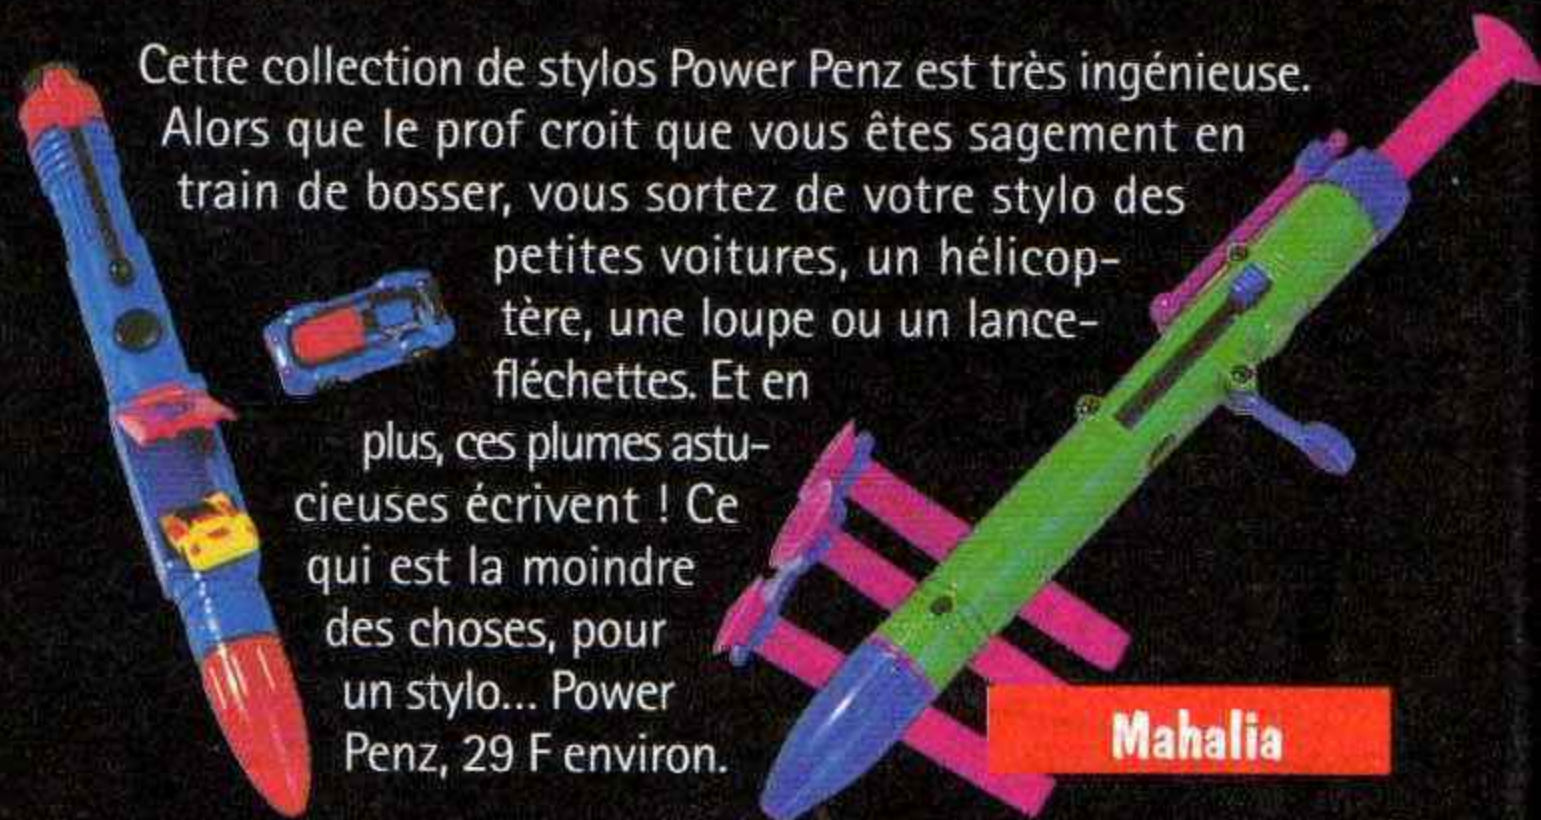 Cette collection de stylos Power Penz est très ingénieuse.
Alors que le prof croit que vous êtes sagement en
train de bosser, vous sortez de votre stylo des
petites voitures, un hélicop-
tère, une loupe ou un lance-
fléchettes. Et en
plus, ces plumes astu-
cieuses écrivent ! Ce
qui est la moindre
des choses, pour
un stylo... Power
Penz, 29 F environ.
Mahalia